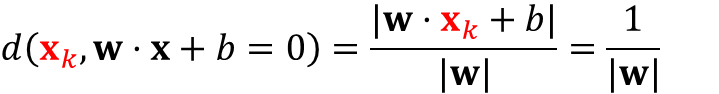 d(𝐱ₖ, 𝐰 · 𝐱 + b = 0) = |𝐰 · 𝐱ₖ + b| / |𝐰| = 1 / |𝐰|